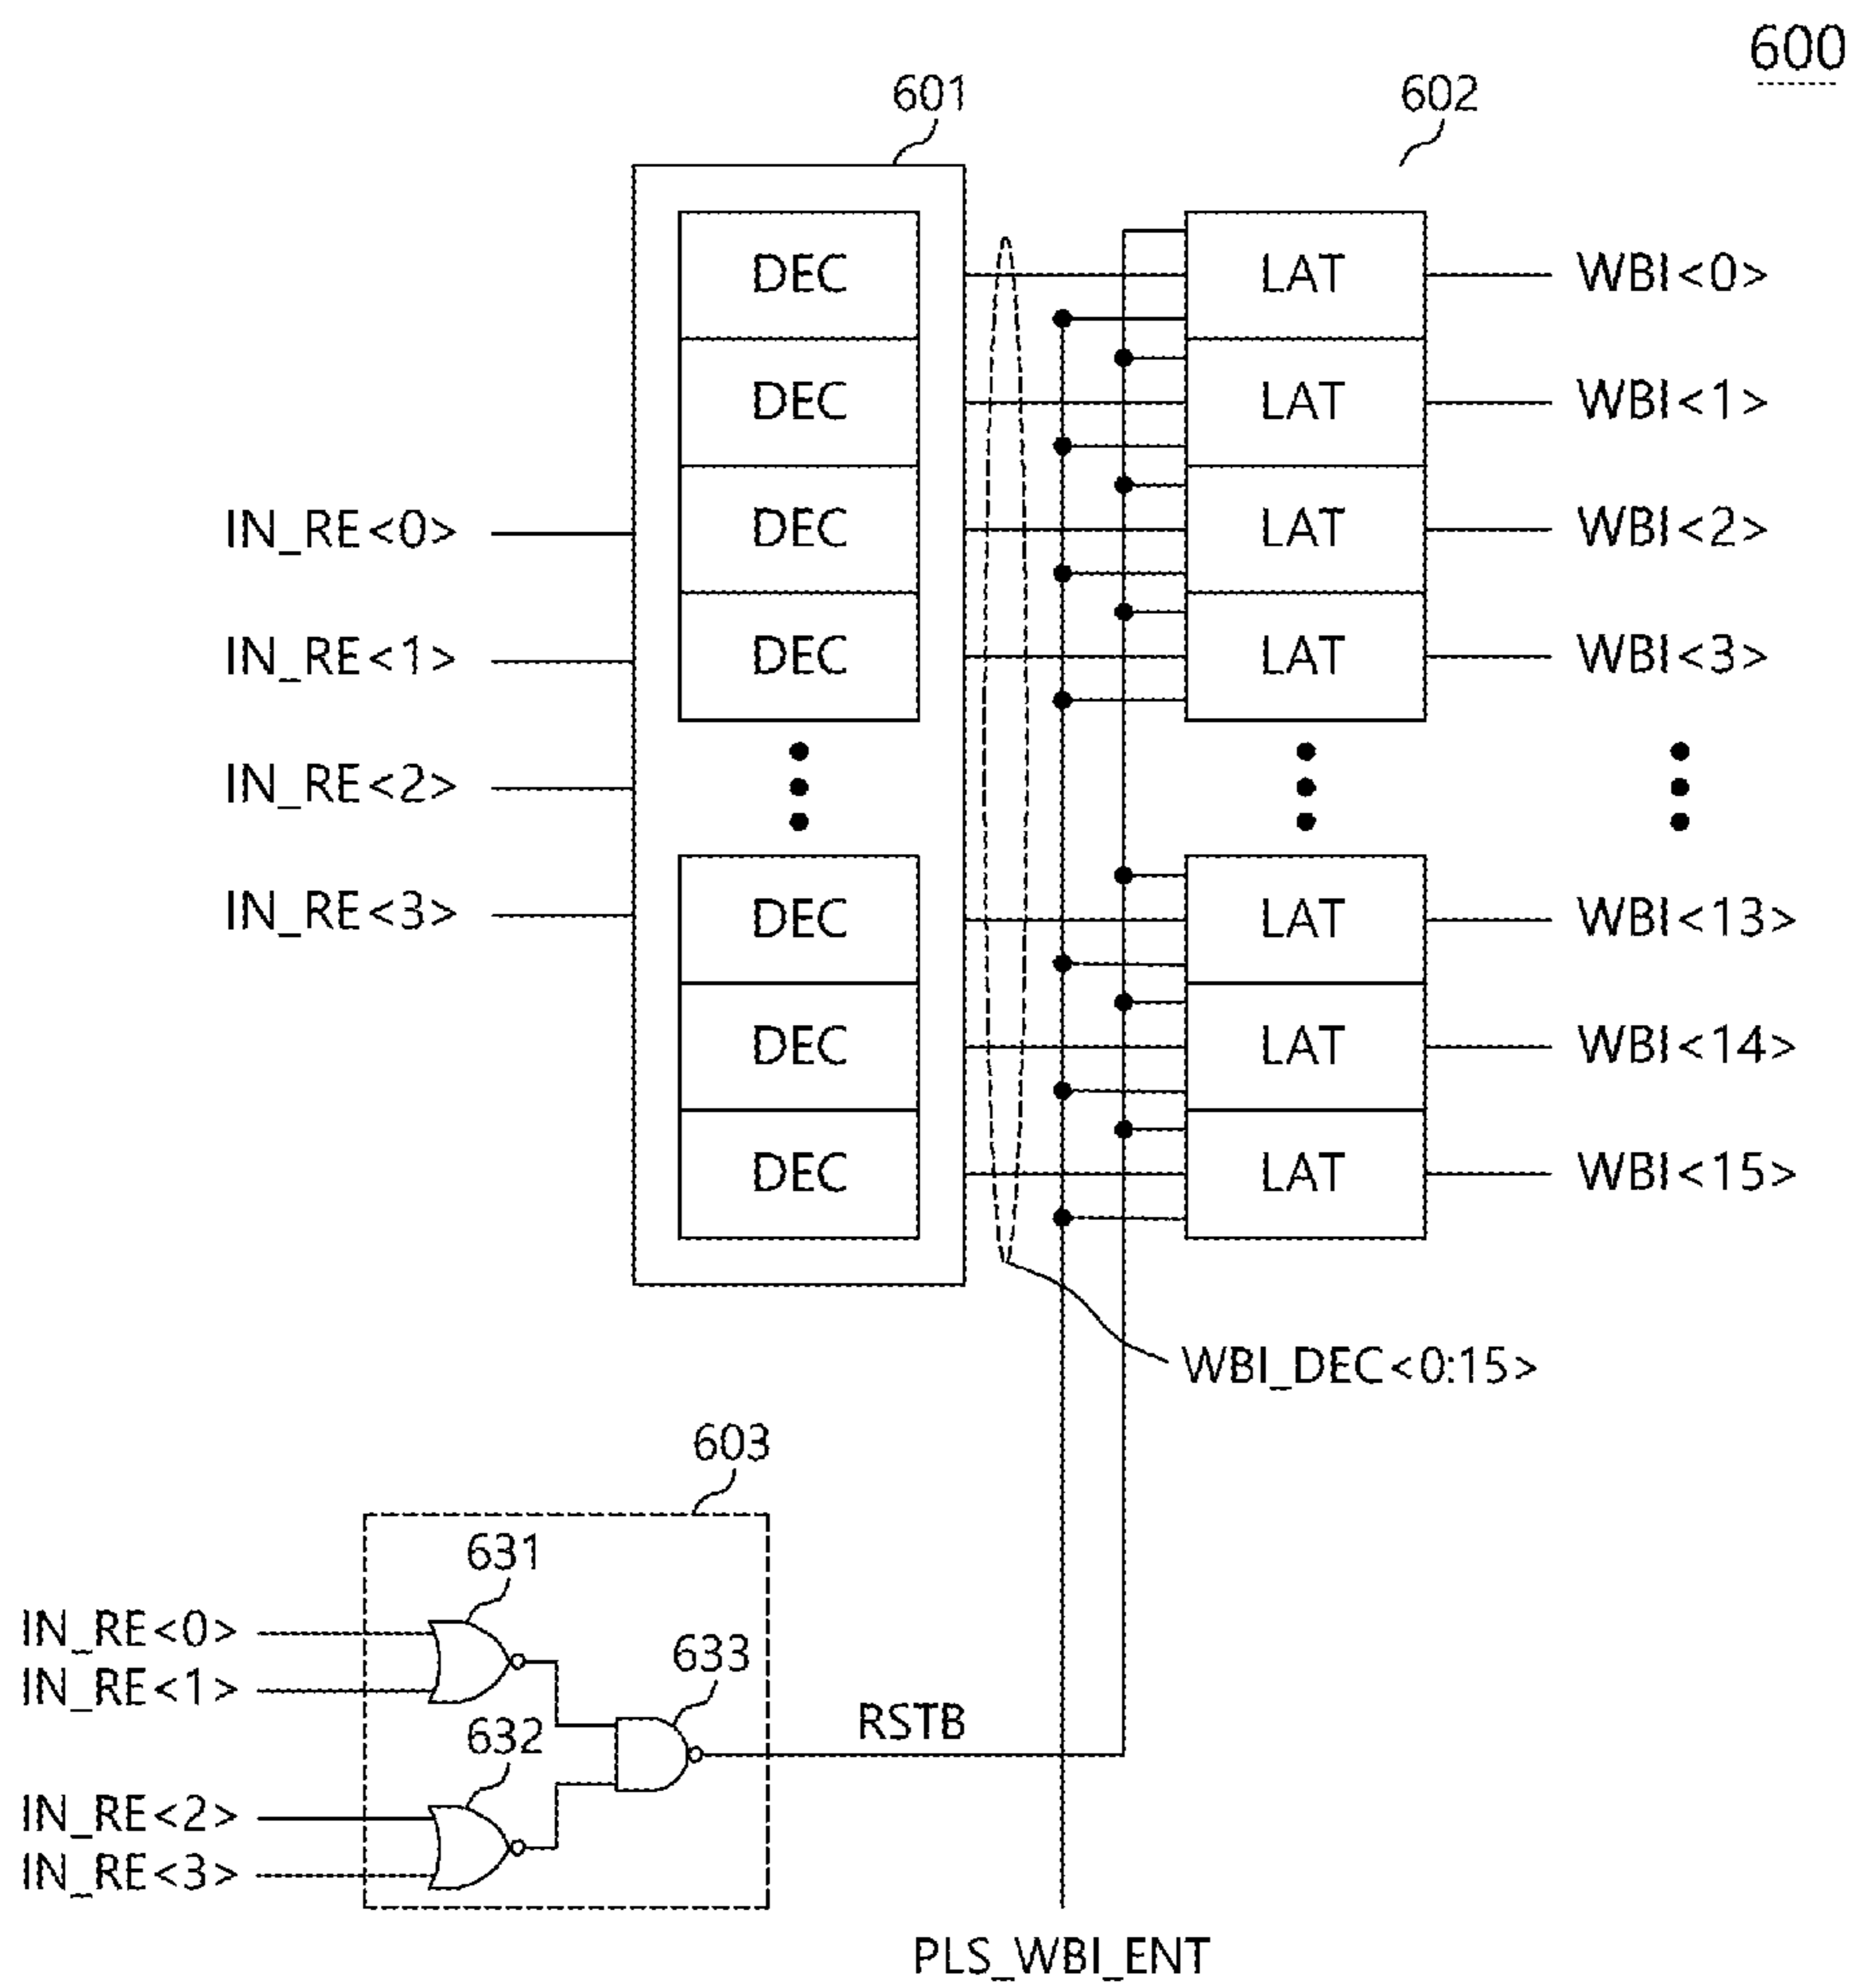 600
601 602
DEC LAT WBI<0>
DEC LAT WBI<1>
IN_RE<0> DEC LAT WBI<2>
IN_RE<1> DEC LAT WBI<3>
IN_RE<2>
IN_RE<3> DEC LAT WBI<13>
DEC LAT WBI<14>
DEC LAT WBI<15>
WBI_DEC<0:15>
603
631
IN_RE<0>
633
IN_RE<1>
632
RSTB
IN_RE<2>
IN_RE<3>
PLS_WBI_ENT